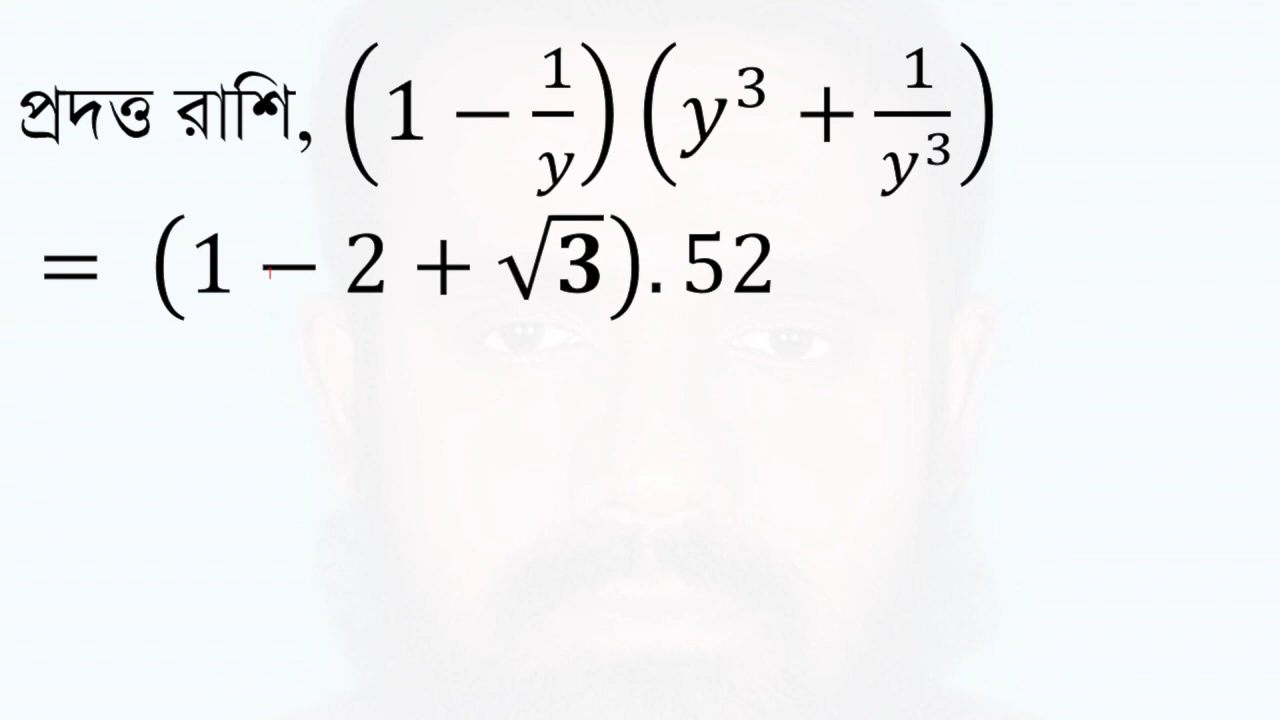 প্রদত্ত রাশি, (1 − 1/y)(y³ + 1/y³)
= (1 − 2 + √3). 52